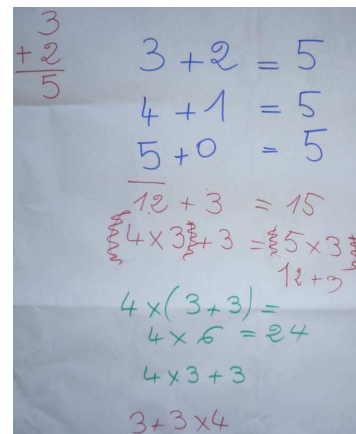 3
+ 2
5
3 + 2 = 5
4 + 1 = 5
5 + 0 = 5
12 + 3 = 15
{4 × 3} + 3 = {5 × 3}
12 + 3
4 × (3 + 3) =
4 × 6 = 24
4 × 3 + 3
3 + 3 × 4